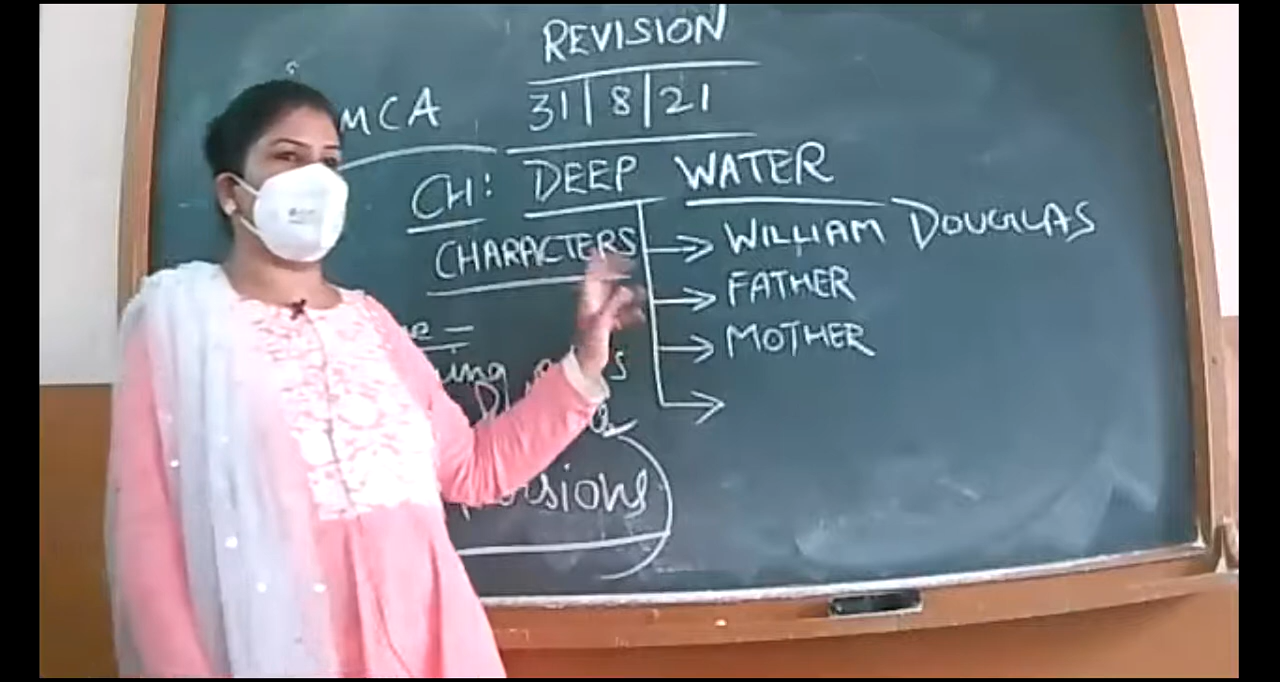 REVISION
31|8|21
MCA
CH: DEEP WATER
CHARACTERS → WILLIAM DOUGLAS
→ FATHER
→ MOTHER
→